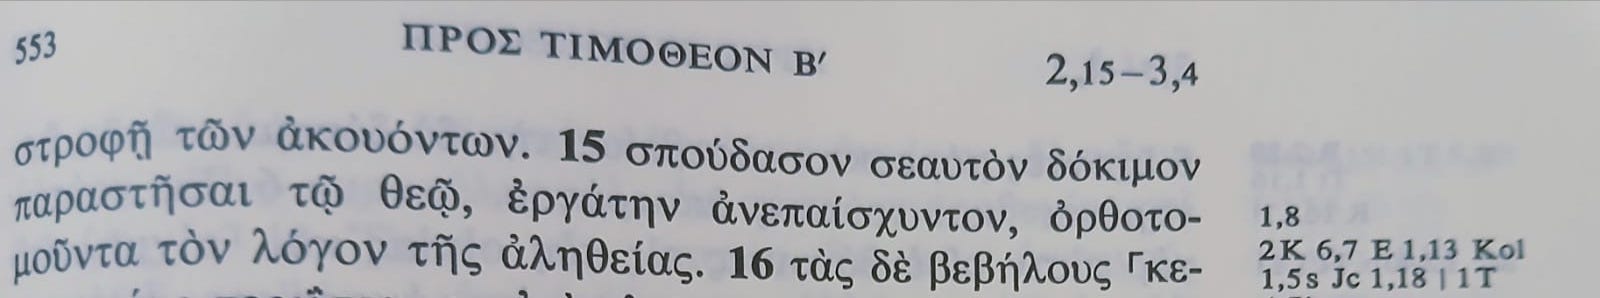 553 ΠΡΟΣ ΤΙΜΟΘΕΟΝ Β′ 2,15–3,4
στροφῇ τῶν ἀκουόντων. 15 σπούδασον σεαυτὸν δόκιμον
παραστῆσαι τῷ θεῷ, ἐργάτην ἀνεπαίσχυντον, ὀρθοτο-
μοῦντα τὸν λόγον τῆς ἀληθείας. 16 τὰς δὲ βεβήλους ⸀κε-
1,8
2K 6,7 E 1,13 Kol
1,5s Jc 1,18 | 1T